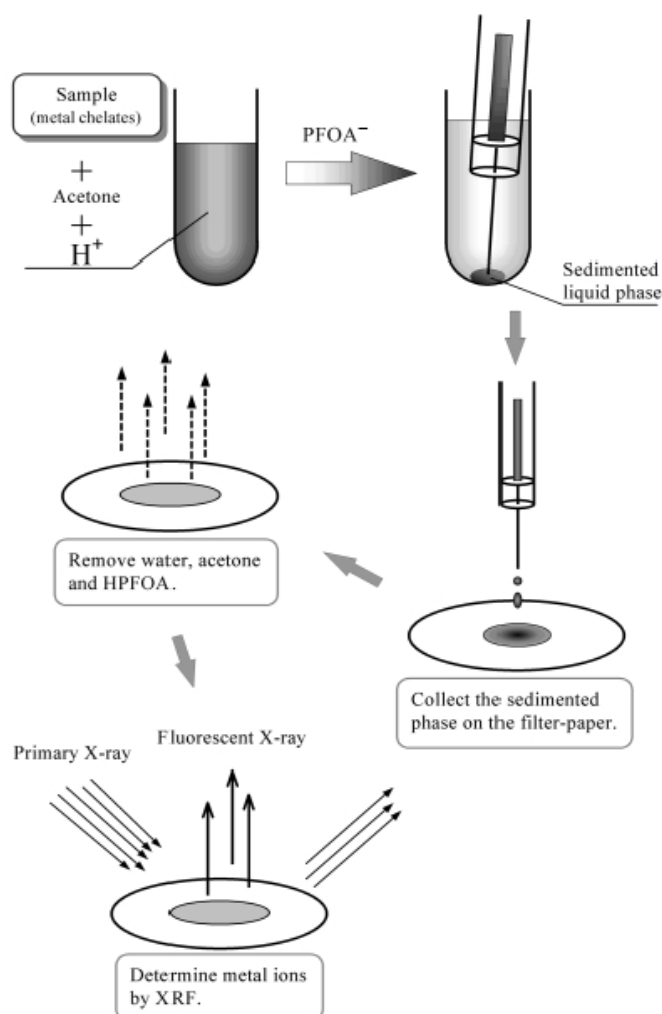 Sample
(metal chelates)
+
Acetone
+
H⁺
PFOA⁻
Sedimented
liquid phase
Remove water, acetone
and HPFOA.
Collect the sedimented
phase on the filter-paper.
Primary X-ray
Fluorescent X-ray
Determine metal ions
by XRF.